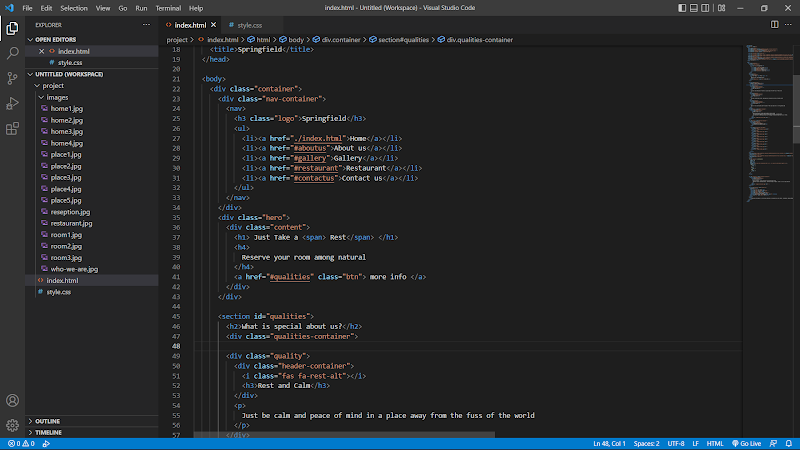 File Edit Selection View Go Run Terminal Help
index.html - Untitled (Workspace) - Visual Studio Code
EXPLORER
OPEN EDITORS
index.html
style.css
UNTITLED (WORKSPACE)
project
images
home1.jpg
home2.jpg
home3.jpg
home4.jpg
place1.jpg
place2.jpg
place3.jpg
place4.jpg
place5.jpg
reseption.jpg
restaurant.jpg
room1.jpg
room2.jpg
room3.jpg
who-we-are.jpg
index.html
style.css
OUTLINE
TIMELINE
index.html style.css
project > index.html > html > body > div.container > section#qualities > div.qualities-container
18 <title>Springfield</title>
19 </head>
20
21 <body>
22 <div class="container">
23 <div class="nav-container">
24 <nav>
25 <h3 class="logo">Springfield</h3>
26 <ul>
27 <li><a href="./index.html">Home</a></li>
28 <li><a href="#aboutus">About us</a></li>
29 <li><a href="#gallery">Gallery</a></li>
30 <li><a href="#restaurant">Restaurant</a></li>
31 <li><a href="#contactus">Contact us</a></li>
32 </ul>
33 </nav>
34 </div>
35 <div class="hero">
36 <div class="content">
37 <h1> Just Take a <span> Rest</span> </h1>
38 <h4>
39 Reserve your room among natural
40 </h4>
41 <a href="#qualities" class="btn"> more info </a>
42 </div>
43 </div>
44
45 <section id="qualities">
46 <h2>What is special about us?</h2>
47 <div class="qualities-container">
48
49 <div class="quality">
50 <div class="header-container">
51 <i class="fas fa-rest-alt"></i>
52 <h3>Rest and Calm</h3>
53 </div>
54 <p>
55 Just be calm and peace of mind in a place away from the fuss of the world
56 </p>
57 </div>
0 0 Ln 48, Col 1 Spaces: 2 UTF-8 LF HTML Go Live